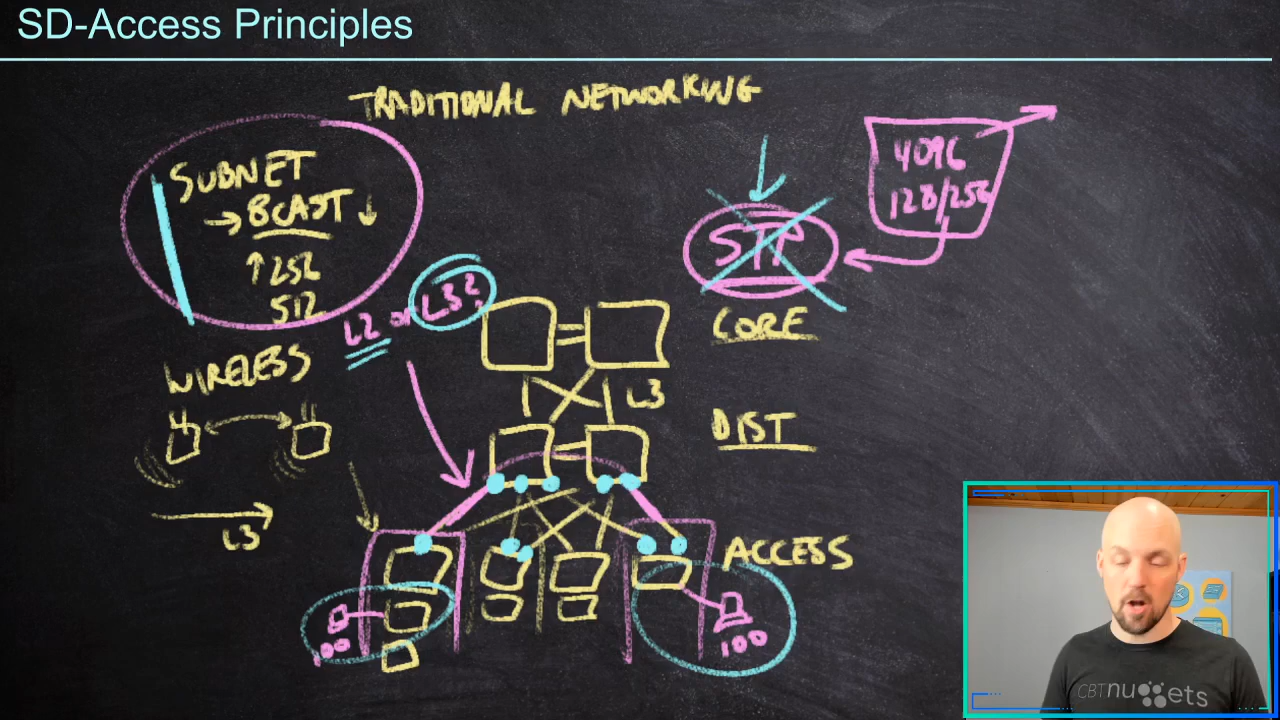 SD-Access Principles
TRADITIONAL NETWORKING
SUBNET
→ BCAST ↓
↑ 252
512
4096
128/256
STP
L2 or L3?
CORE
WIRELESS
L3
DIST
L3
ACCESS
100
100
CBTnuggets